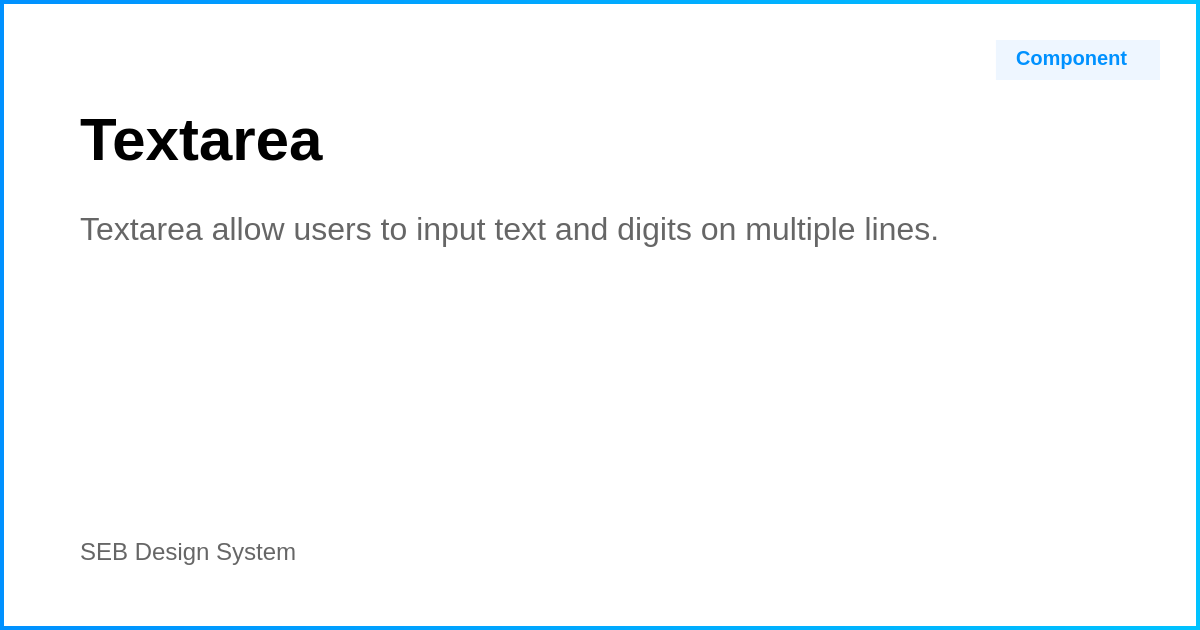 Component
Textarea
Textarea allow users to input text and digits on multiple lines.
SEB Design System